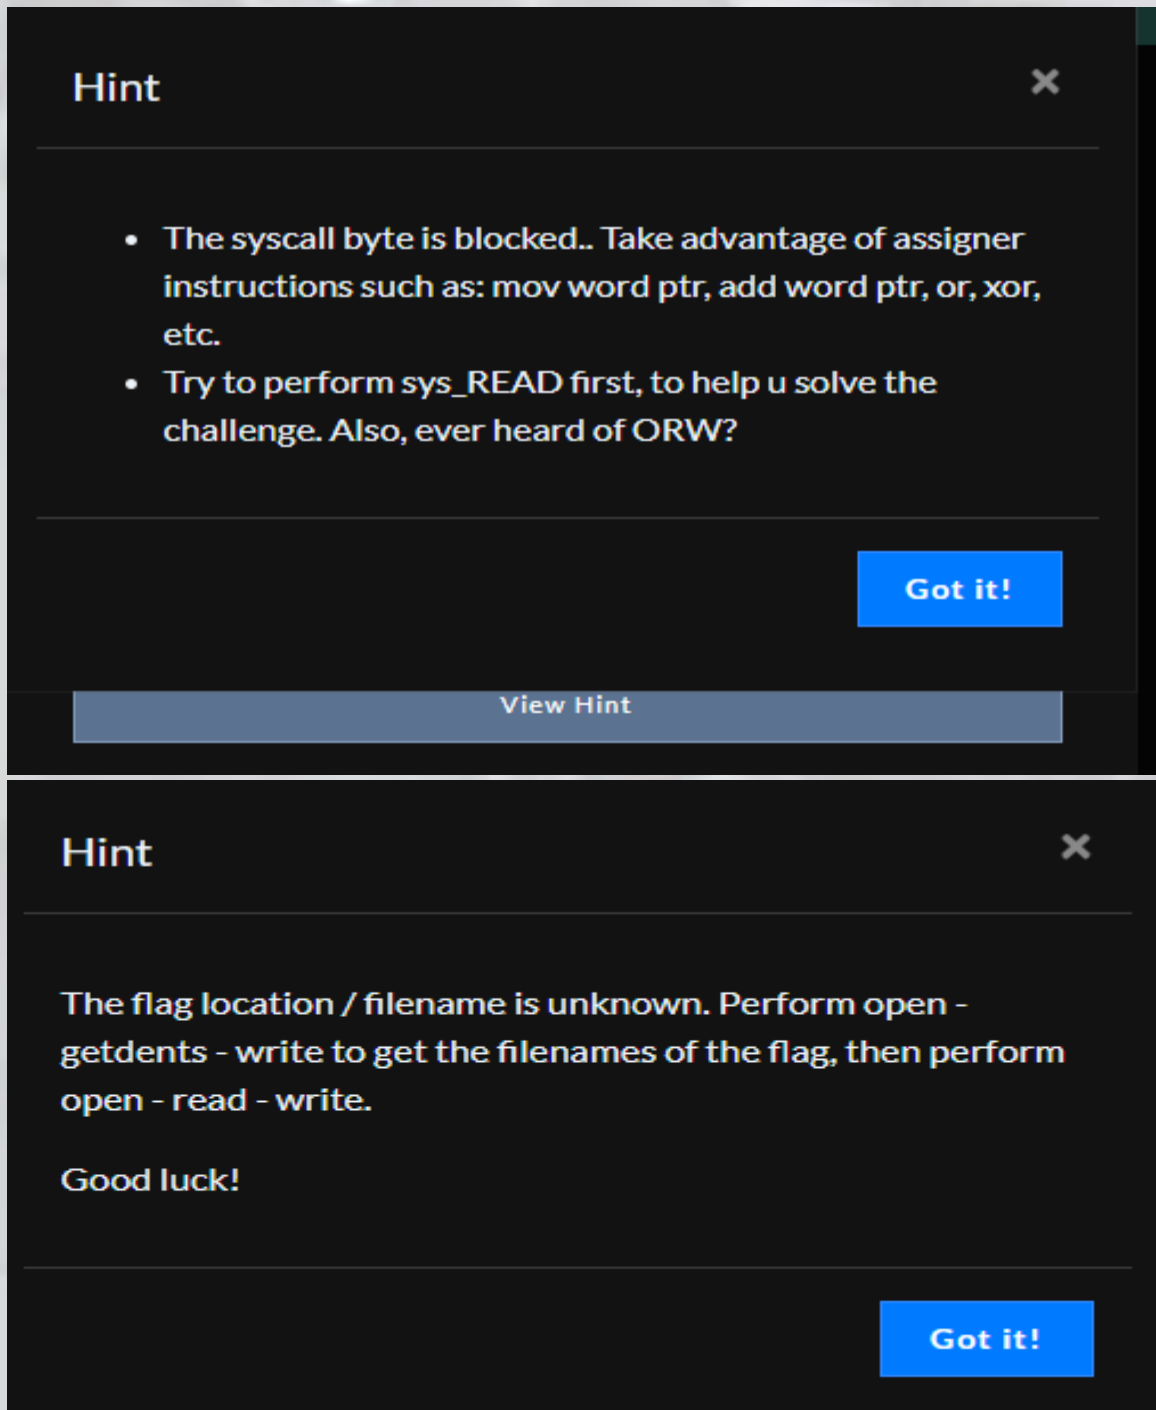 Hint
The syscall byte is blocked.. Take advantage of assigner
instructions such as: mov word ptr, add word ptr, or, xor,
etc.
Try to perform sys_READ first, to help u solve the
challenge. Also, ever heard of ORW?
Got it!
View Hint
Hint
The flag location / filename is unknown. Perform open -
getdents - write to get the filenames of the flag, then perform
open - read - write.
Good luck!
Got it!